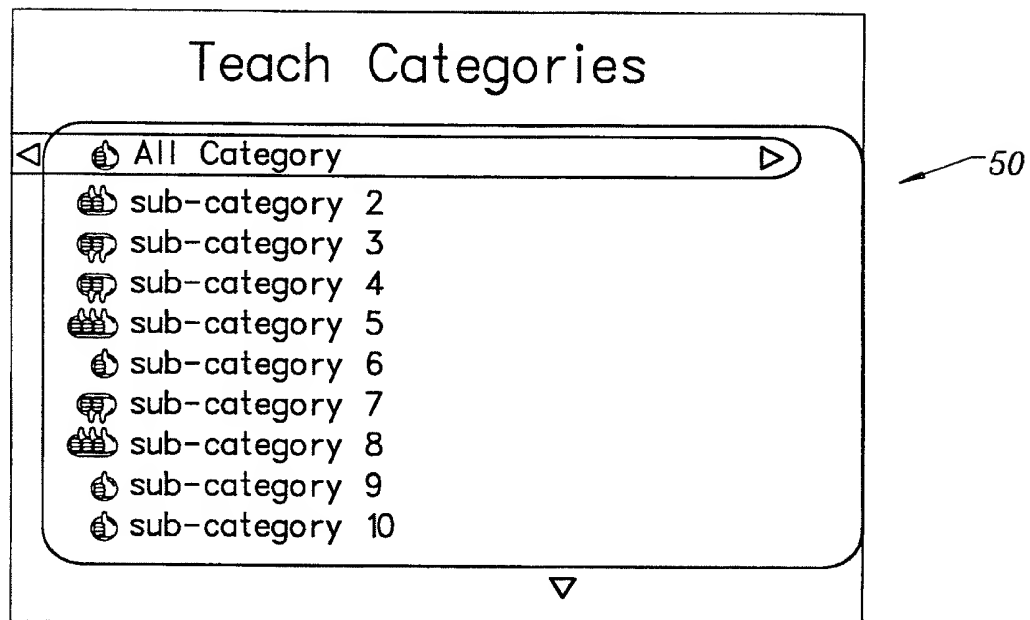 Teach Categories
All Category
50
sub-category 2
sub-category 3
sub-category 4
sub-category 5
sub-category 6
sub-category 7
sub-category 8
sub-category 9
sub-category 10